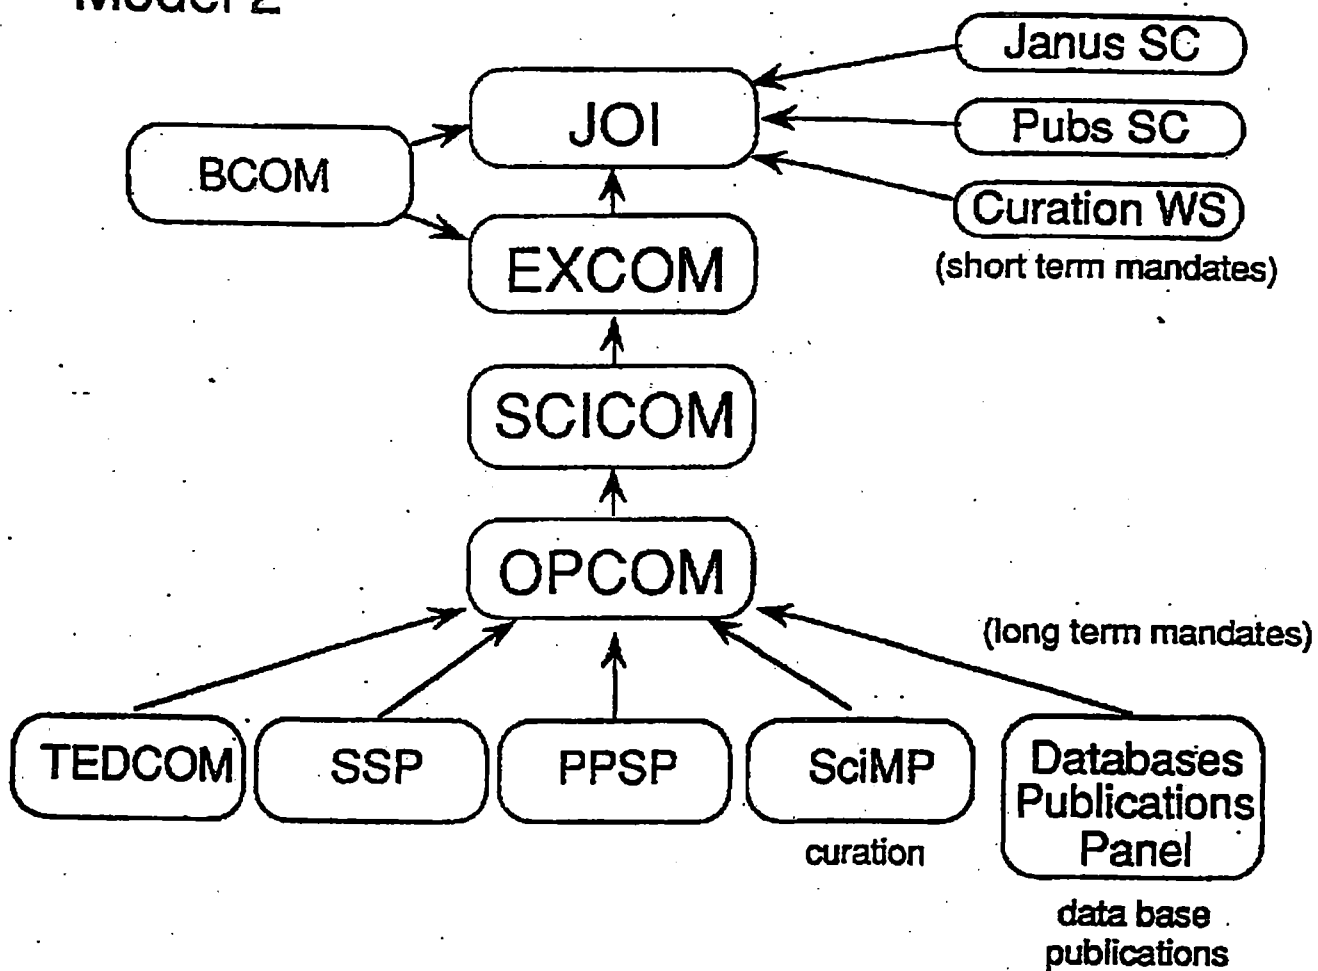 Model 2
Janus SC
JOI
Pubs SC
BCOM
Curation WS
(short term mandates)
EXCOM
SCICOM
OPCOM
(long term mandates)
TEDCOM
SSP
PPSP
SciMP
Databases
Publications
Panel
curation
data base
publications